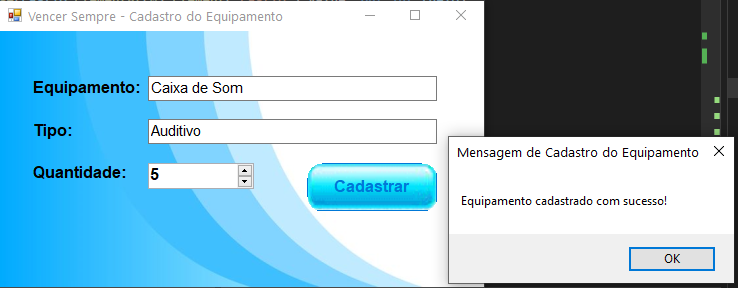 Vencer Sempre - Cadastro do Equipamento
Equipamento: Caixa de Som
Tipo: Auditivo
Quantidade: 5
Cadastrar
Mensagem de Cadastro do Equipamento
Equipamento cadastrado com sucesso!
OK